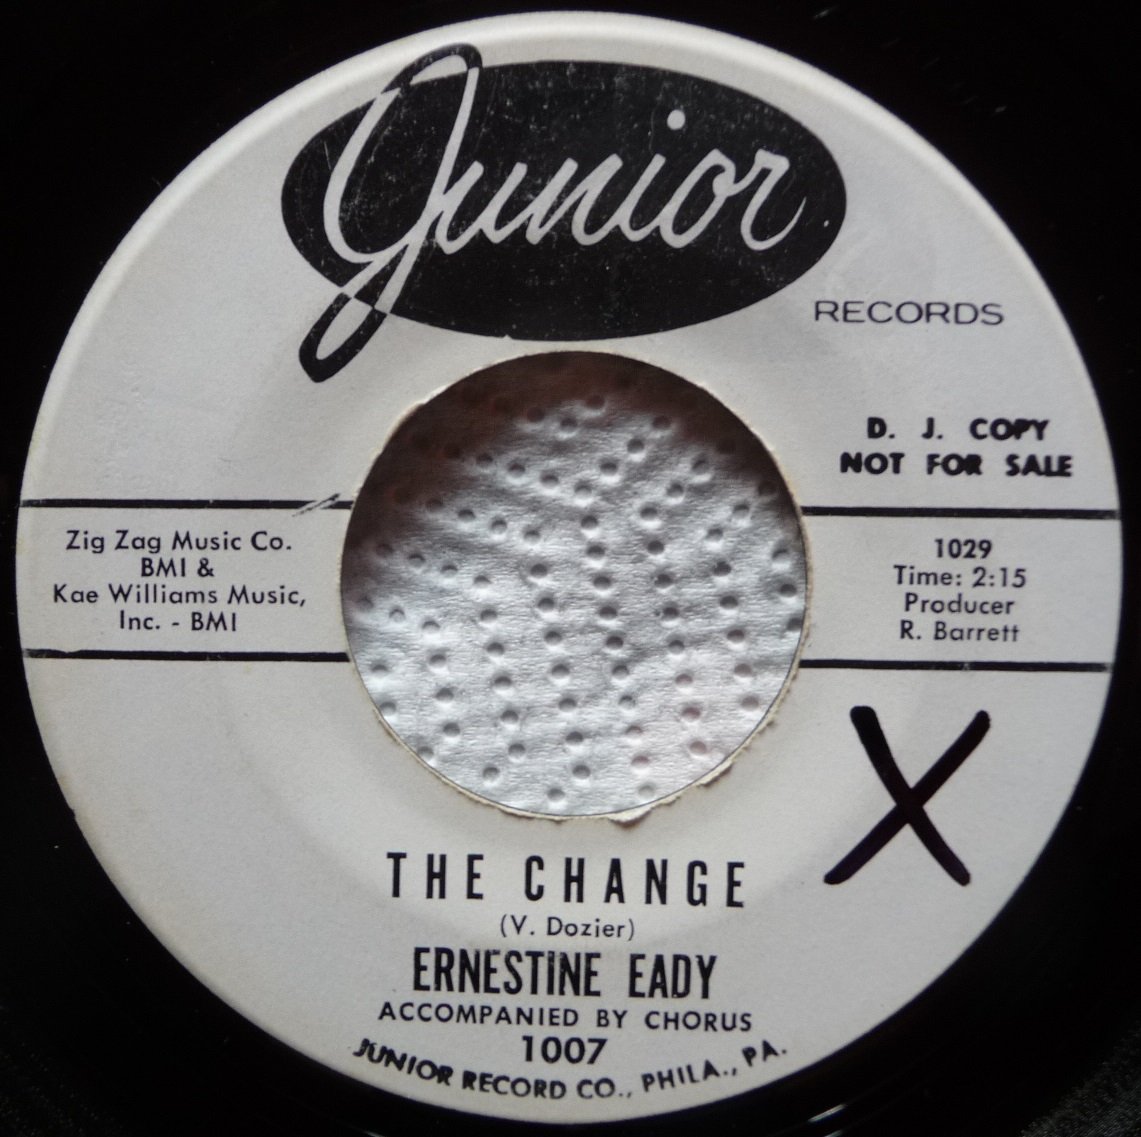 Junior
RECORDS
D. J. COPY
NOT FOR SALE
Zig Zag Music Co.
BMI &
Kae Williams Music,
Inc. - BMI
1029
Time: 2:15
Producer
R. Barrett
X
THE CHANGE
(V. Dozier)
ERNESTINE EADY
ACCOMPANIED BY CHORUS
1007
JUNIOR RECORD CO., PHILA., PA.